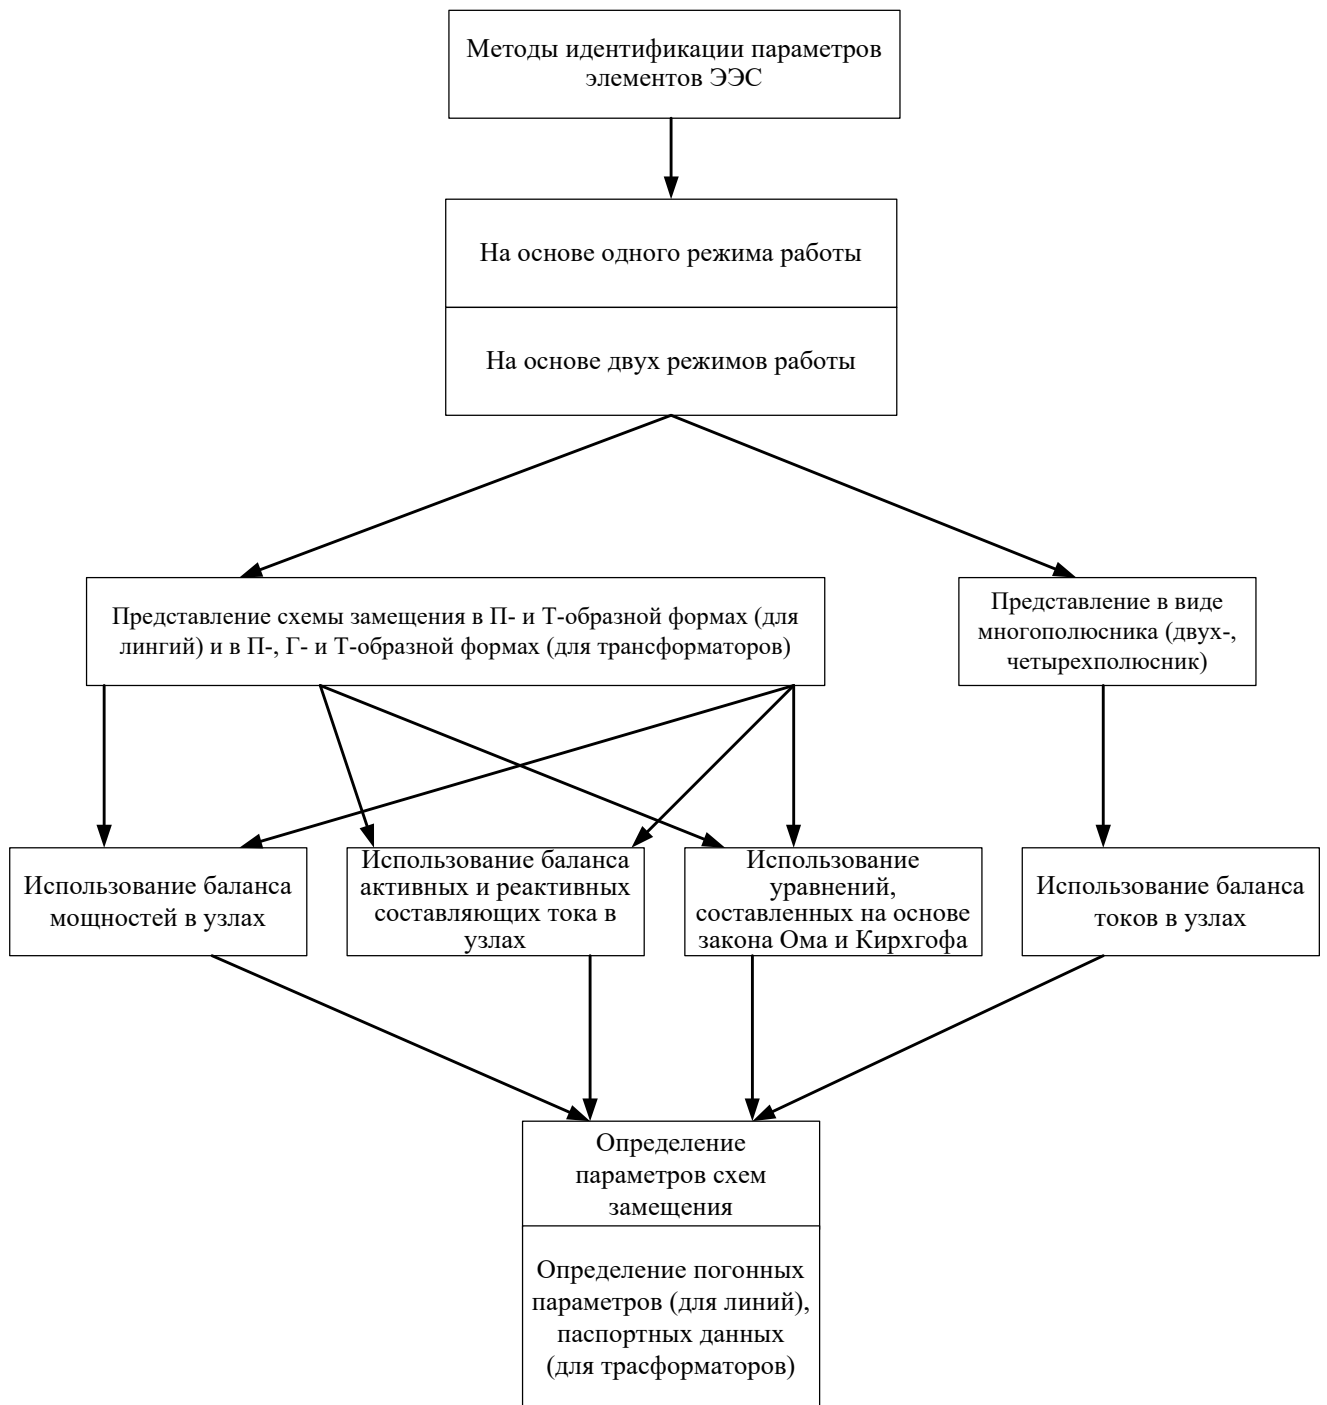 Методы идентификации параметров
элементов ЭЭС
На основе одного режима работы
На основе двух режимов работы
Представление схемы замещения в П- и Т-образной формах (для
лингий) и в П-, Г- и Т-образной формах (для трансформаторов)
Представление в виде
многополюсника (двух-,
четырехполюсник)
Использование баланса
мощностей в узлах
Использование баланса
активных и реактивных
составляющих тока в
узлах
Использование
уравнений,
составленных на основе
закона Ома и Кирхгофа
Использование баланса
токов в узлах
Определение
параметров схем
замещения
Определение погонных
параметров (для линий),
паспортных данных
(для трасформаторов)